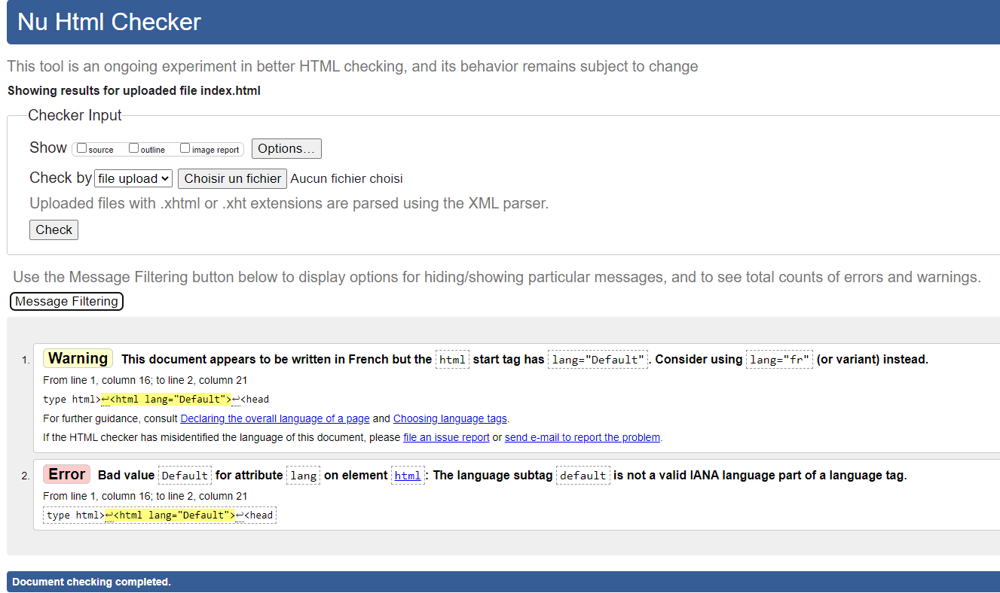 Nu Html Checker
This tool is an ongoing experiment in better HTML checking, and its behavior remains subject to change
Showing results for uploaded file index.html
Checker Input
Show source outline image report Options…
Check by file upload Choisir un fichier Aucun fichier choisi
Uploaded files with .xhtml or .xht extensions are parsed using the XML parser.
Check
Use the Message Filtering button below to display options for hiding/showing particular messages, and to see total counts of errors and warnings.
Message Filtering
1. Warning This document appears to be written in French but the html start tag has lang="Default". Consider using lang="fr" (or variant) instead.
From line 1, column 16; to line 2, column 21
type html>↩<html lang="Default">↩<head
For further guidance, consult Declaring the overall language of a page and Choosing language tags.
If the HTML checker has misidentified the language of this document, please file an issue report or send e-mail to report the problem.
2. Error Bad value Default for attribute lang on element html: The language subtag default is not a valid IANA language part of a language tag.
From line 1, column 16; to line 2, column 21
type html>↩<html lang="Default">↩<head
Document checking completed.